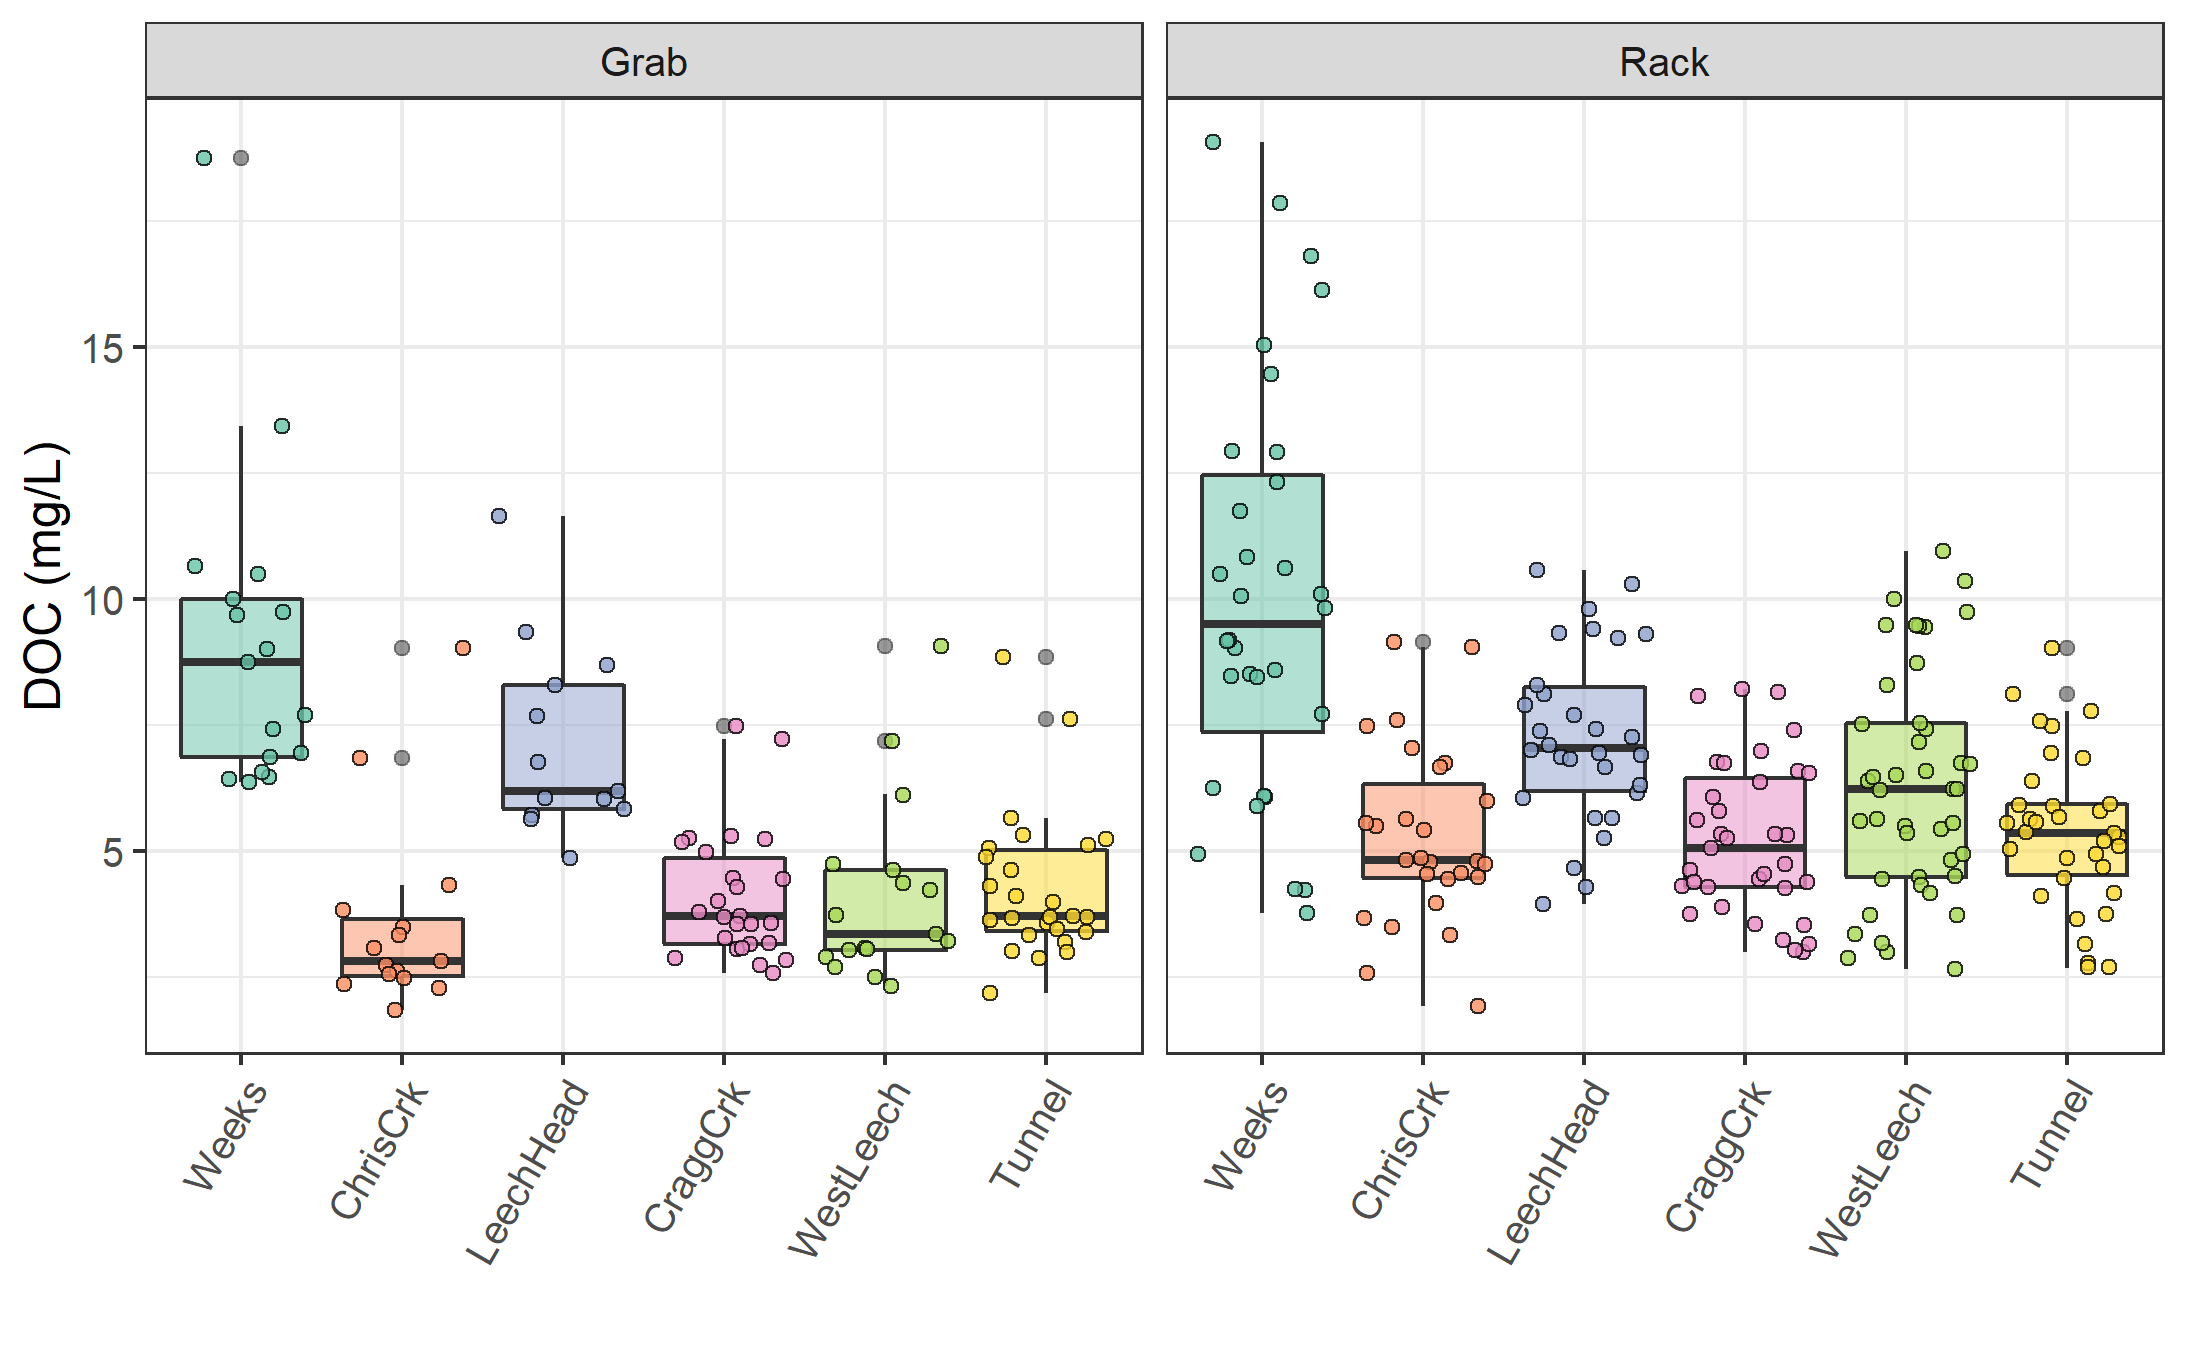 Grab
Rack
DOC (mg/L)
15
10
5
Weeks
ChrisCrk
LeechHead
CraggCrk
WestLeech
Tunnel
Weeks
ChrisCrk
LeechHead
CraggCrk
WestLeech
Tunnel